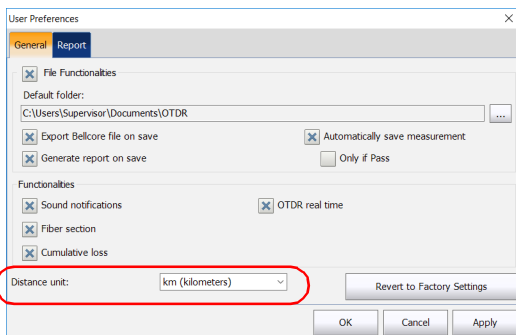 User Preferences
General Report
File Functionalities
Default folder:
C:\Users\Supervisor\Documents\OTDR ...
Export Bellcore file on save Automatically save measurement
Generate report on save Only if Pass
Functionalities
Sound notifications OTDR real time
Fiber section
Cumulative loss
Distance unit: km (kilometers)
Revert to Factory Settings
OK Cancel Apply